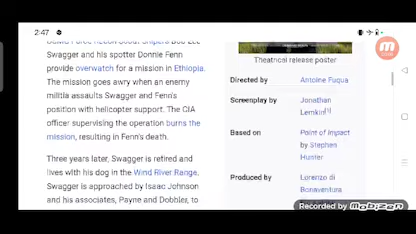 2:47
Swagger and his spotter Donnie Fenn
provide overwatch for a mission in Ethiopia.
The mission goes awry when an enemy
militia assaults Swagger and Fenn's
position with helicopter support. The CIA
officer supervising the operation burns the
mission, resulting in Fenn's death.
Three years later, Swagger is retired and
lives with his dog in the Wind River Range.
Swagger is approached by Isaac Johnson
and his associates, Payne and Dobbler, to
Theatrical release poster
Directed by Antoine Fuqua
Screenplay by Jonathan
Lemkin[1]
Based on Point of Impact
by Stephen
Hunter
Produced by Lorenzo di
Bonaventura
Recorded by Mobizen